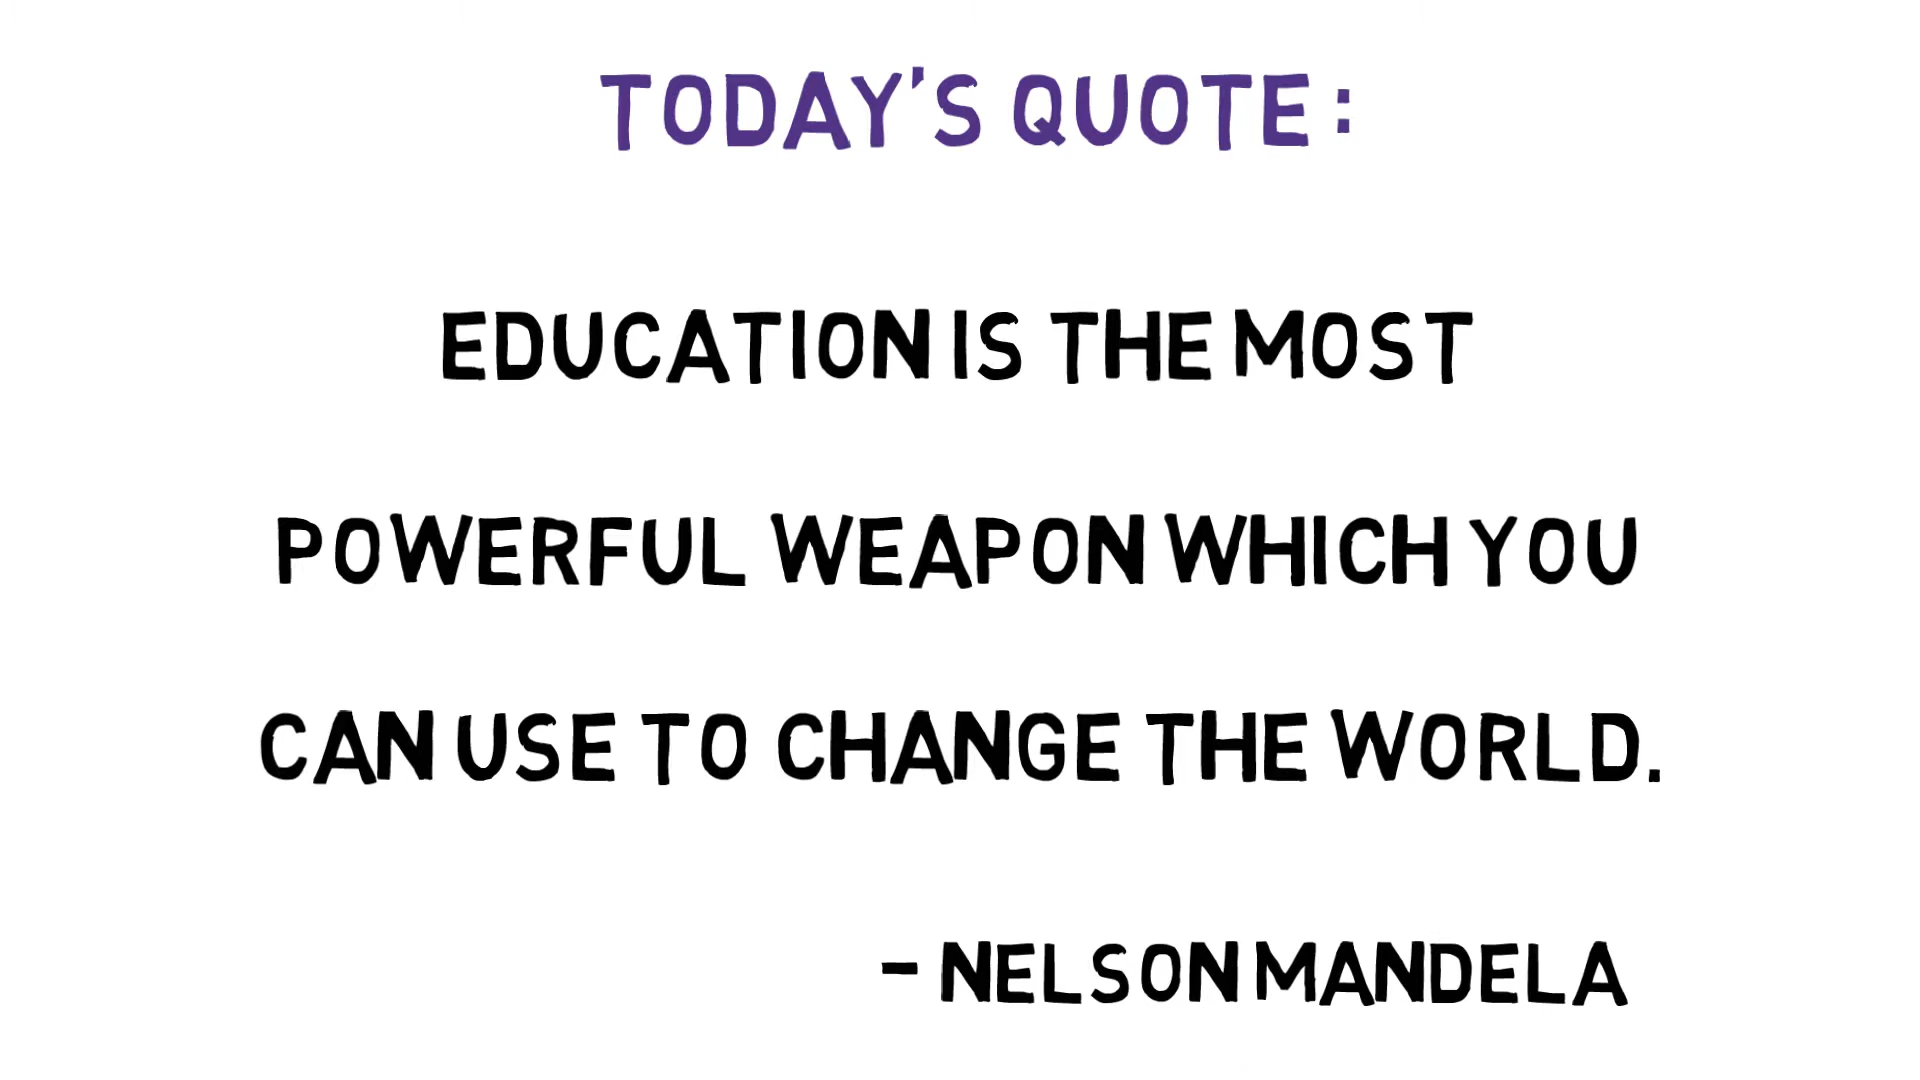 TODAY'S QUOTE:
EDUCATION IS THE MOST
POWERFUL WEAPON WHICH YOU
CAN USE TO CHANGE THE WORLD.
- NELSON MANDELA